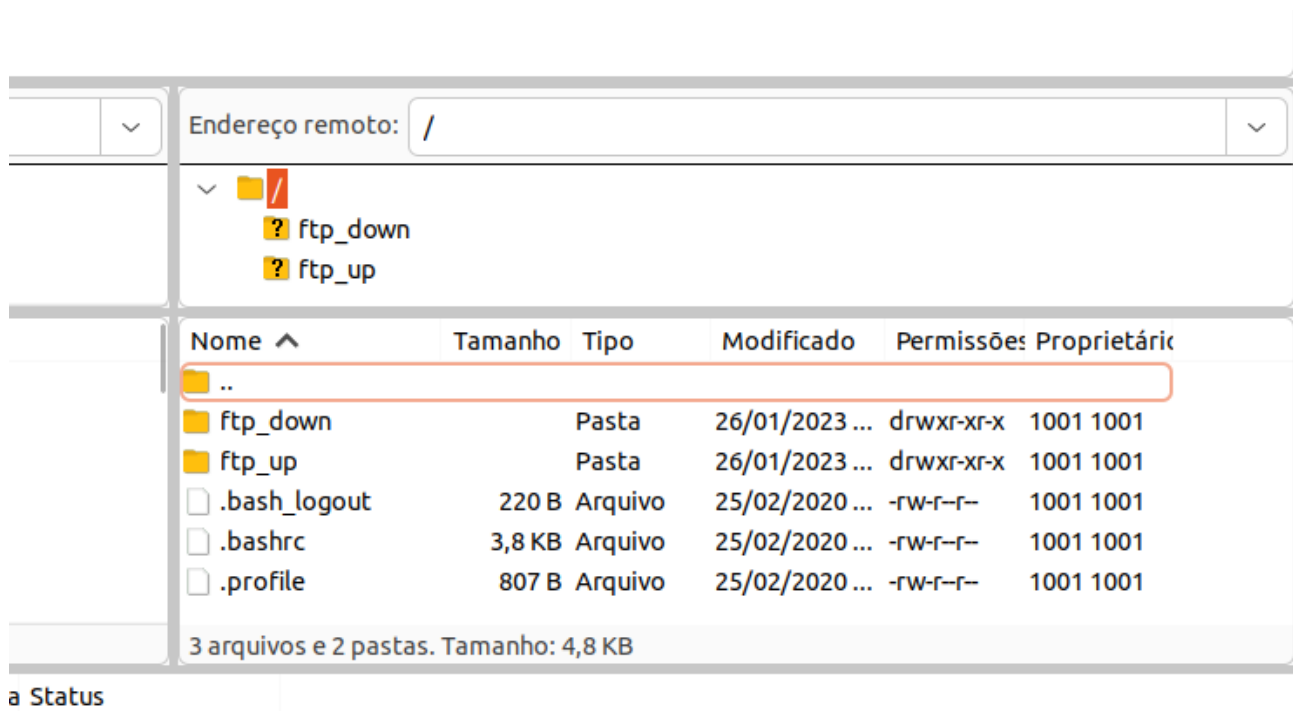 Endereço remoto: /
/
ftp_down
ftp_up
Nome Tamanho Tipo Modificado Permissões Proprietário
..
ftp_down Pasta 26/01/2023 ... drwxr-xr-x 1001 1001
ftp_up Pasta 26/01/2023 ... drwxr-xr-x 1001 1001
.bash_logout 220 B Arquivo 25/02/2020 ... -rw-r--r-- 1001 1001
.bashrc 3,8 KB Arquivo 25/02/2020 ... -rw-r--r-- 1001 1001
.profile 807 B Arquivo 25/02/2020 ... -rw-r--r-- 1001 1001
3 arquivos e 2 pastas. Tamanho: 4,8 KB
a Status